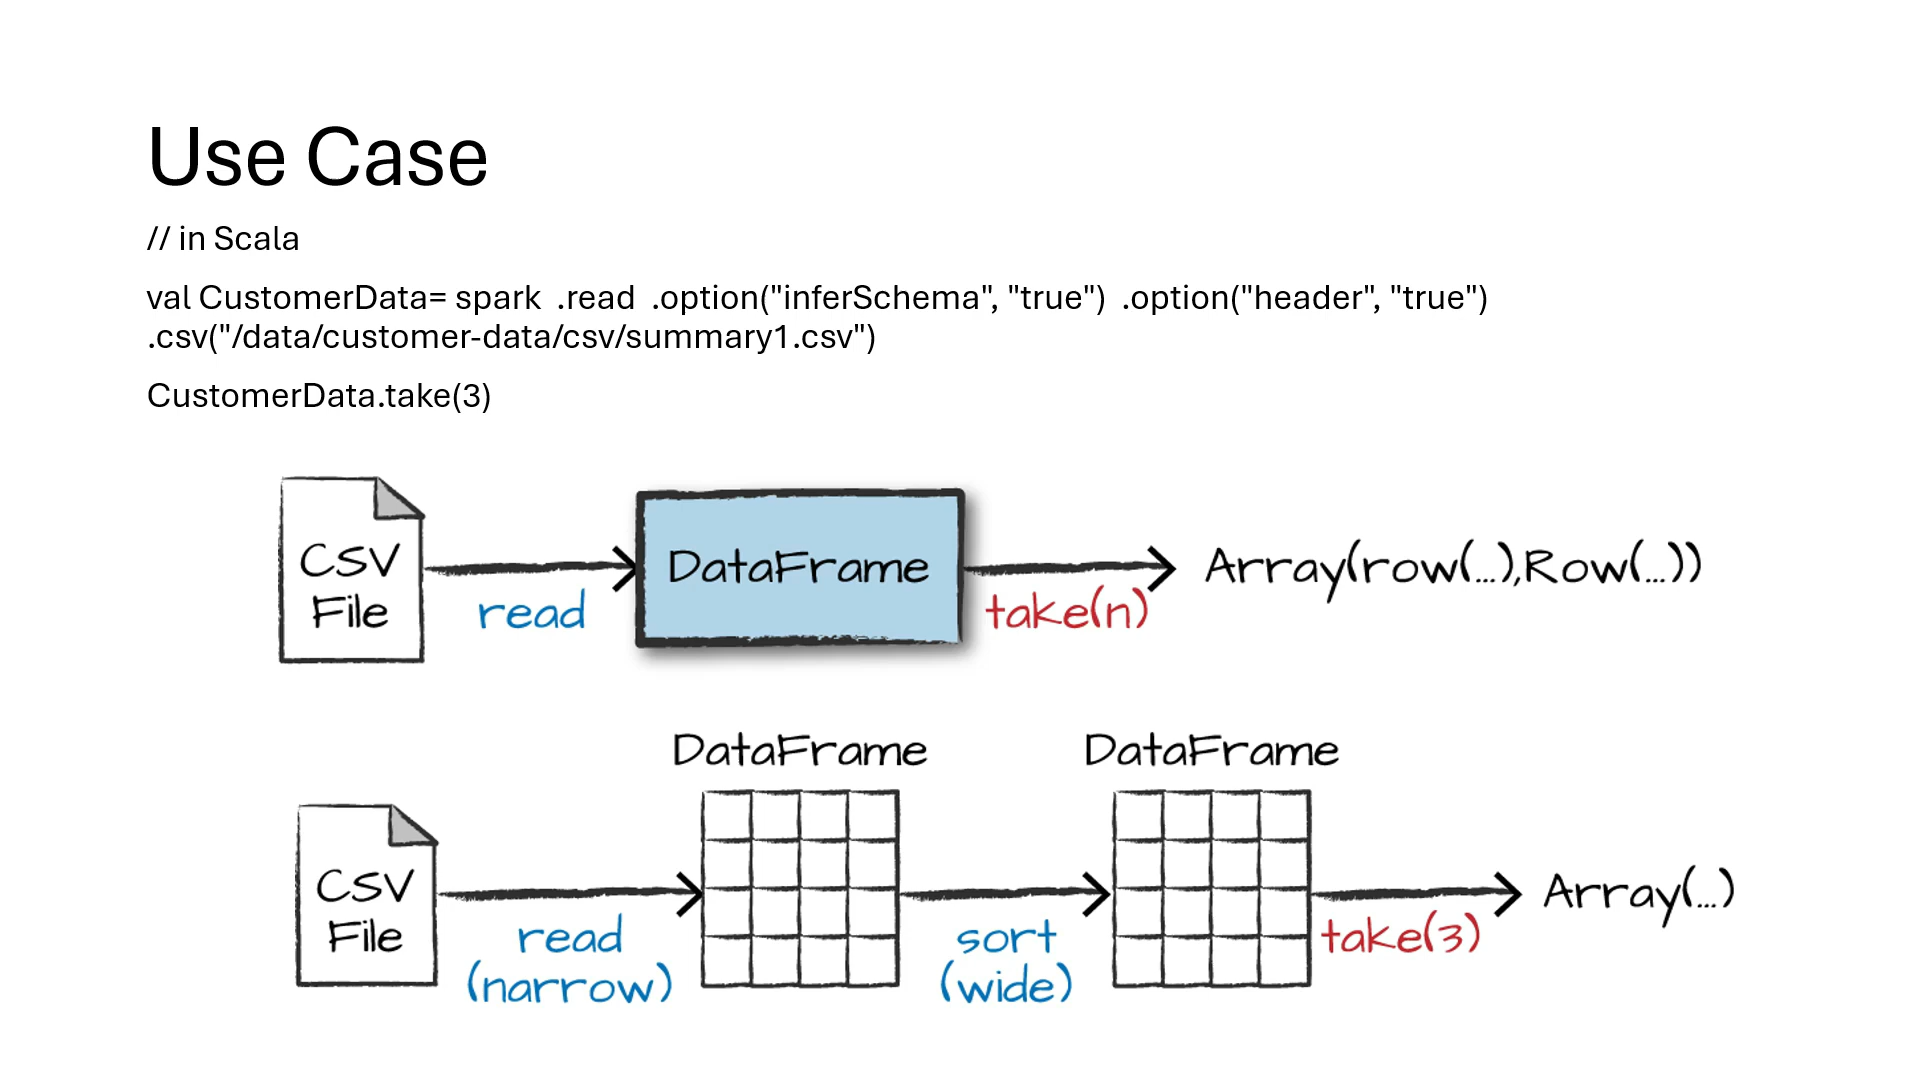 Use Case
// in Scala
val CustomerData= spark  .read  .option("inferSchema", "true")  .option("header", "true")
.csv("/data/customer-data/csv/summary1.csv")
CustomerData.take(3)
CSV
File
read
DataFrame
take(n)
Array(row(...),Row(...))
DataFrame
DataFrame
CSV
File
read
(narrow)
sort
(wide)
take(3)
Array(...)